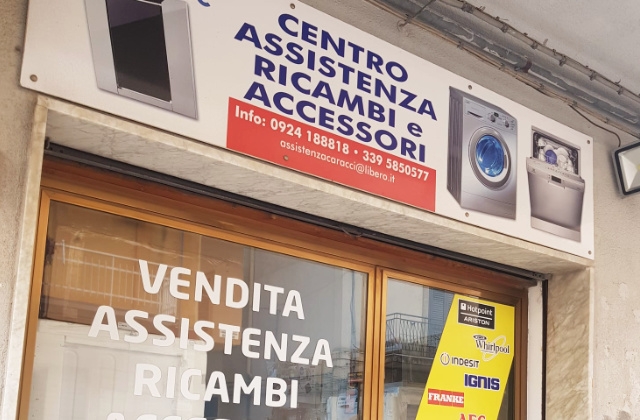 CENTRO
ASSISTENZA
RICAMBI e
ACCESSORI
Info: 0924 188818 • 339 5850577
assistenzacaracci@libero.it
VENDITA
ASSISTENZA
RICAMBI
Hotpoint
ARISTON
Whirlpool
INDESIT
IGNIS
FRANKE
AEG